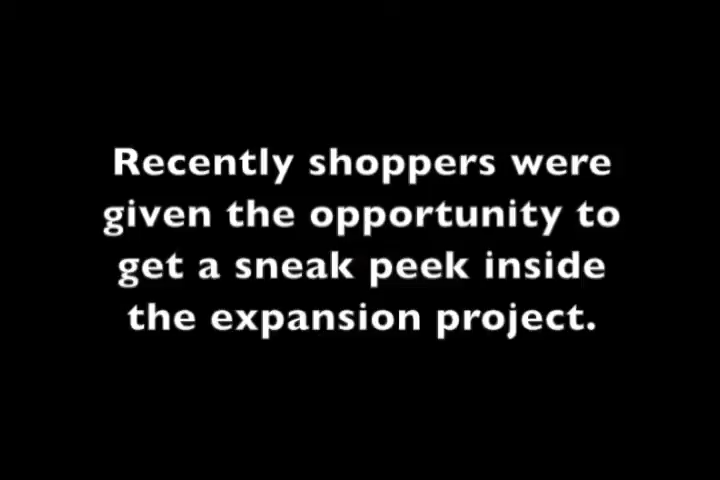 Recently shoppers were
given the opportunity to
get a sneak peek inside
the expansion project.